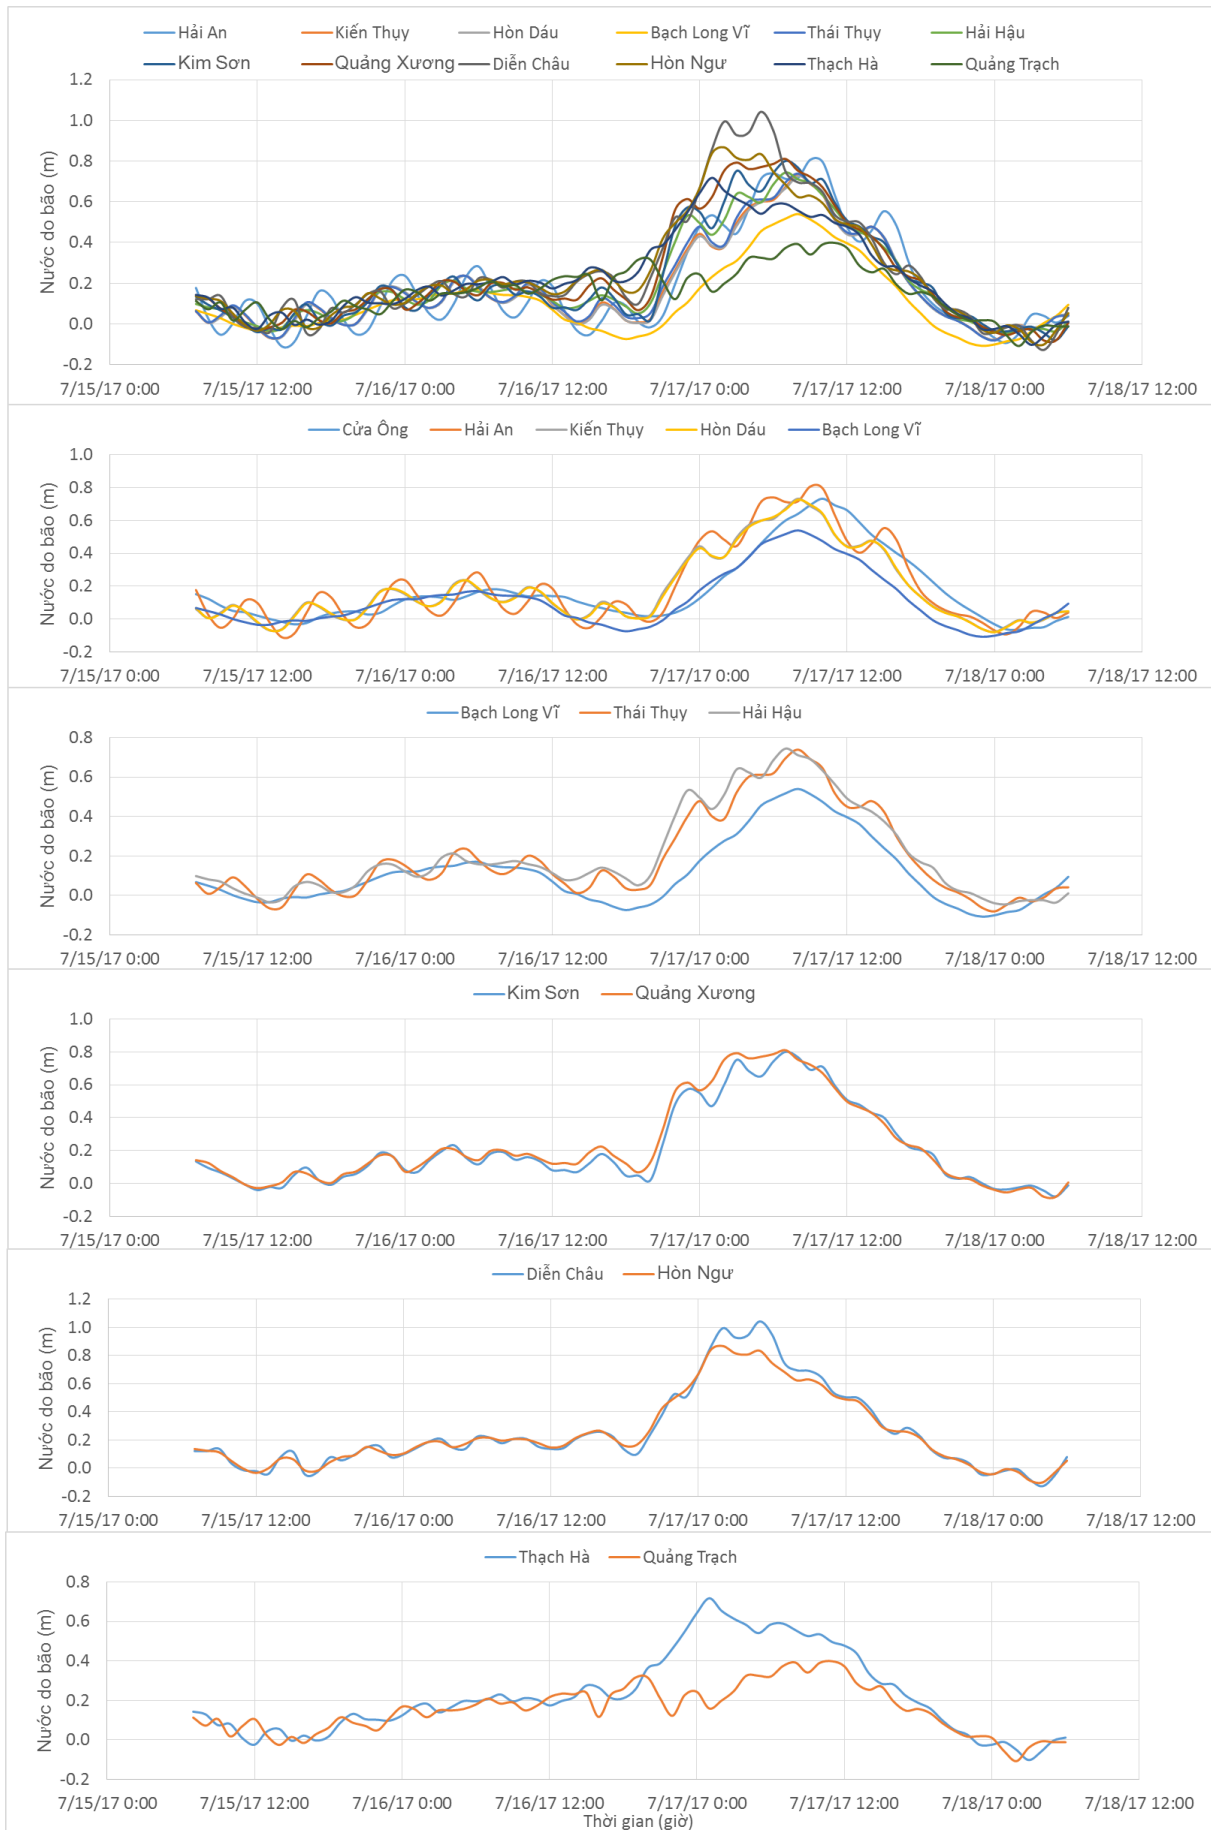 Hải An Kiến Thụy Hòn Dáu Bạch Long Vĩ Thái Thụy Hải Hậu
Kim Sơn Quảng Xương Diễn Châu Hòn Ngư Thạch Hà Quảng Trạch
Nước do bão (m)
1.2
1.0
0.8
0.6
0.4
0.2
0.0
-0.2
7/15/17 0:00 7/15/17 12:00 7/16/17 0:00 7/16/17 12:00 7/17/17 0:00 7/17/17 12:00 7/18/17 0:00 7/18/17 12:00
Cửa Ông Hải An Kiến Thụy Hòn Dáu Bạch Long Vĩ
Nước do bão (m)
1.0
0.8
0.6
0.4
0.2
0.0
-0.2
7/15/17 0:00 7/15/17 12:00 7/16/17 0:00 7/16/17 12:00 7/17/17 0:00 7/17/17 12:00 7/18/17 0:00 7/18/17 12:00
Bạch Long Vĩ Thái Thụy Hải Hậu
Nước do bão (m)
0.8
0.6
0.4
0.2
0.0
-0.2
7/15/17 0:00 7/15/17 12:00 7/16/17 0:00 7/16/17 12:00 7/17/17 0:00 7/17/17 12:00 7/18/17 0:00 7/18/17 12:00
Kim Sơn Quảng Xương
Nước do bão (m)
1.0
0.8
0.6
0.4
0.2
0.0
-0.2
7/15/17 0:00 7/15/17 12:00 7/16/17 0:00 7/16/17 12:00 7/17/17 0:00 7/17/17 12:00 7/18/17 0:00 7/18/17 12:00
Diễn Châu Hòn Ngư
Nước do bão (m)
1.2
1.0
0.8
0.6
0.4
0.2
0.0
-0.2
7/15/17 0:00 7/15/17 12:00 7/16/17 0:00 7/16/17 12:00 7/17/17 0:00 7/17/17 12:00 7/18/17 0:00 7/18/17 12:00
Thạch Hà Quảng Trạch
Nước do bão (m)
0.8
0.6
0.4
0.2
0.0
-0.2
7/15/17 0:00 7/15/17 12:00 7/16/17 0:00 7/16/17 12:00 7/17/17 0:00 7/17/17 12:00 7/18/17 0:00 7/18/17 12:00
Thời gian (giờ)